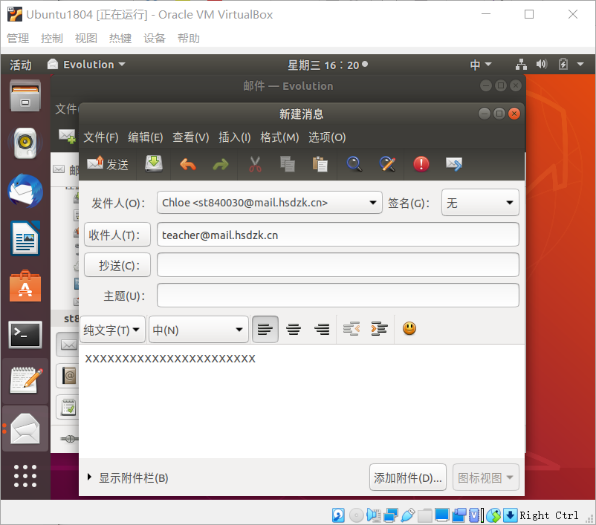 Ubuntu1804 [正在运行] - Oracle VM VirtualBox
管理 控制 视图 热键 设备 帮助
活动 Evolution 星期三 16:20 中
邮件 — Evolution
文件(
新建消息
文件(F) 编辑(E) 查看(V) 插入(I) 格式(M) 选项(O)
发送
邮
发件人(O): Chloe <st840030@mail.hsdzk.cn> 签名(G): 无
收件人(T): teacher@mail.hsdzk.cn
抄送(C):
主题(U):
st8
纯文字(T) 中(N)
XXXXXXXXXXXXXXXXXXXXXXX
显示附件栏(B) 添加附件(D)... 图标视图
Right Ctrl